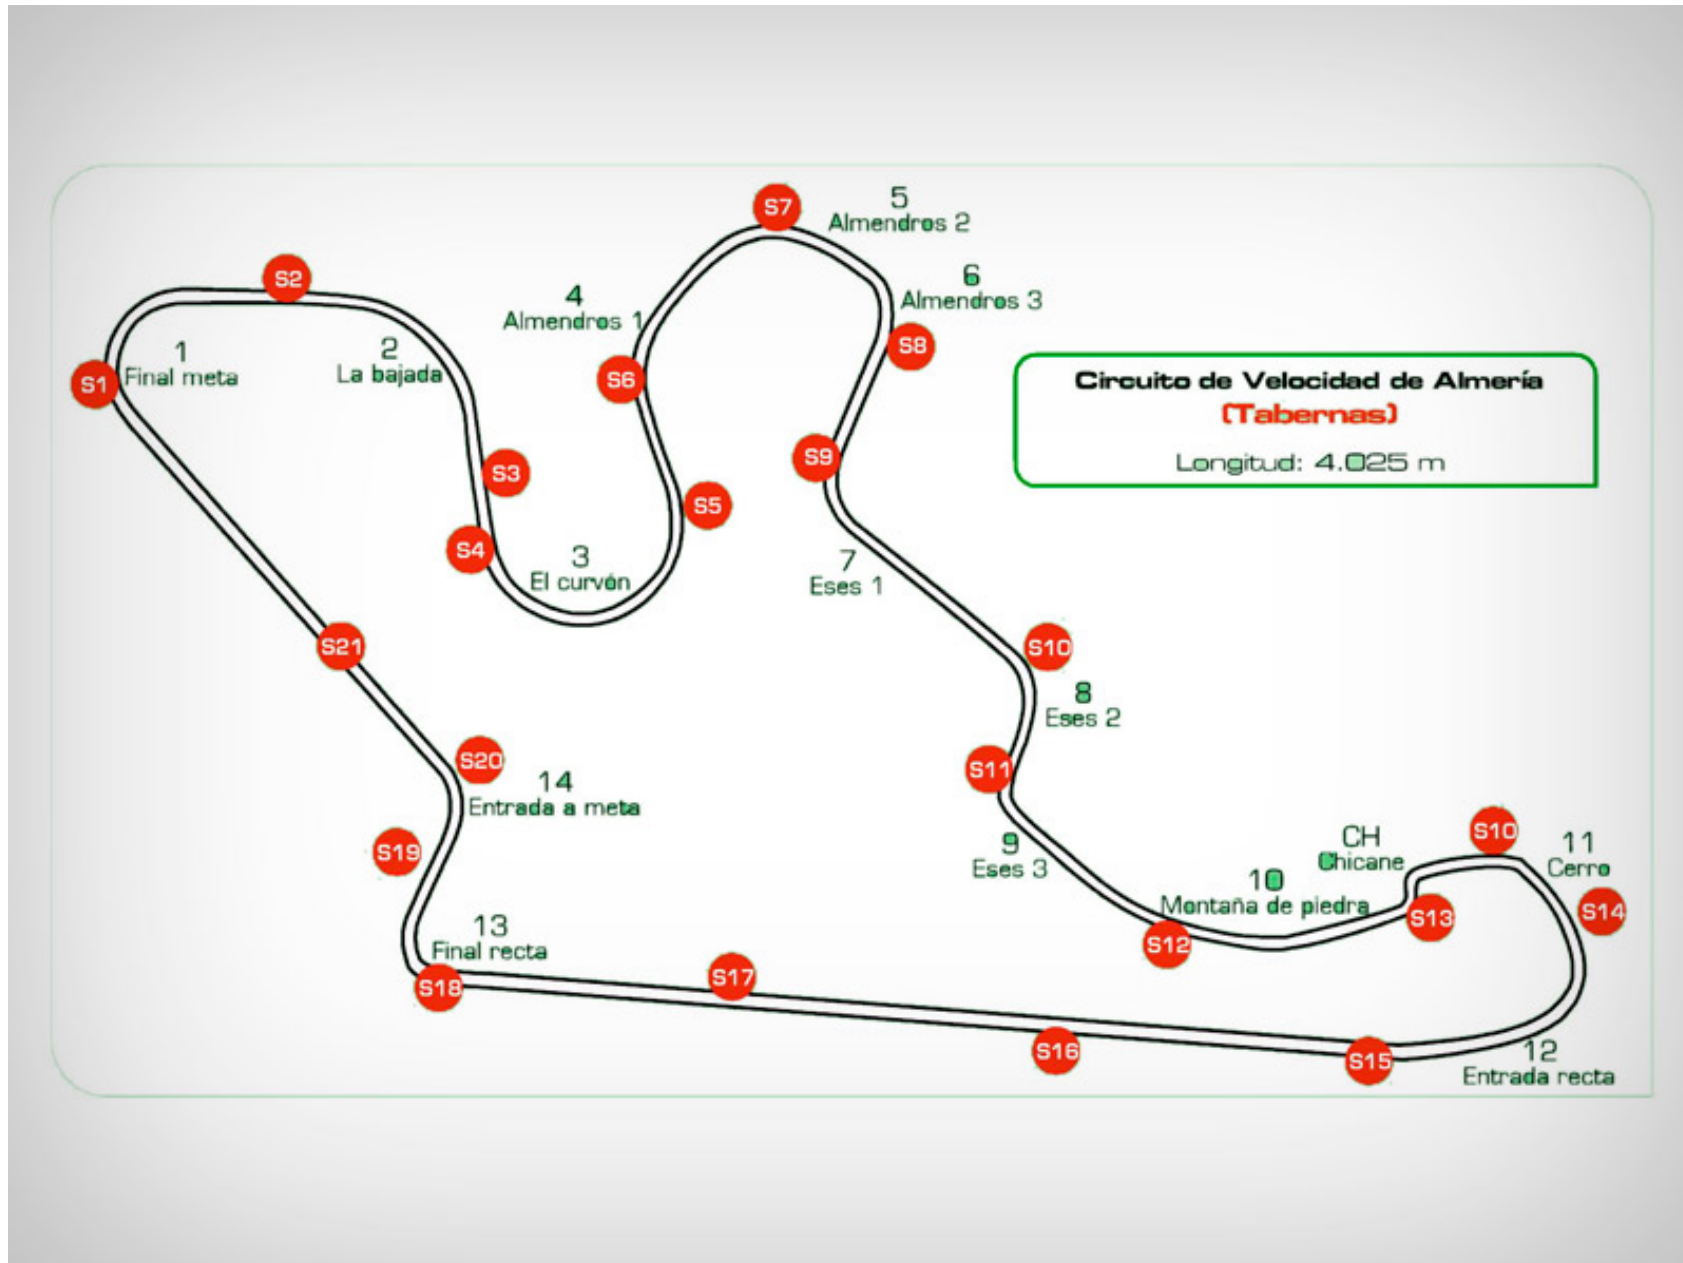 S7
5
Almendros 2
S2
6
Almendros 3
4
Almendros 1
S8
1
Final meta
S1
2
La bajada
S6
Circuito de Velocidad de Almería
(Tabernas)
Longitud: 4.025 m
S9
S3
S5
S4
3
El curvón
7
Eses 1
S21
S10
8
Eses 2
S20
S11
14
Entrada a meta
S19
9
Eses 3
CH
Chicane
S10
11
Cerro
10
Montaña de piedra
S14
S13
13
Final recta
S12
S18
S17
S16
S15
12
Entrada recta